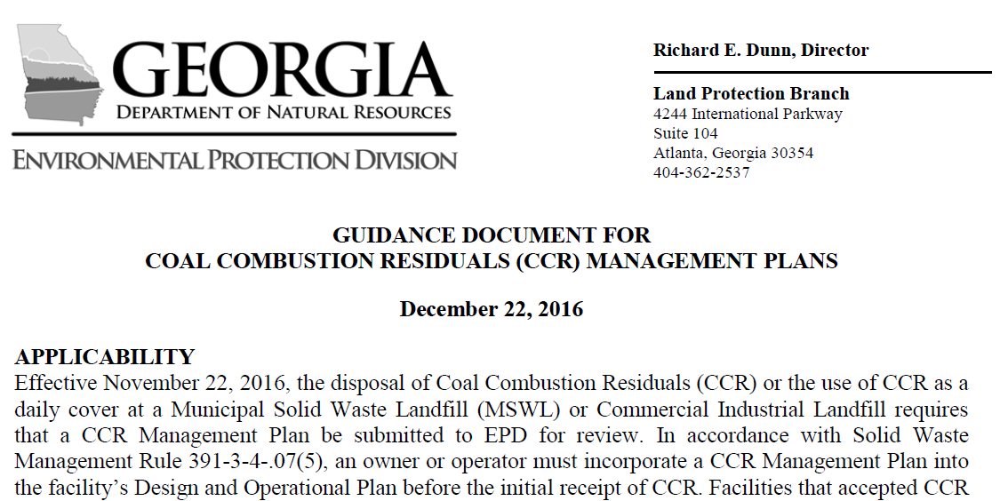 GEORGIA
DEPARTMENT OF NATURAL RESOURCES
ENVIRONMENTAL PROTECTION DIVISION
Richard E. Dunn, Director
Land Protection Branch
4244 International Parkway
Suite 104
Atlanta, Georgia 30354
404-362-2537
GUIDANCE DOCUMENT FOR
COAL COMBUSTION RESIDUALS (CCR) MANAGEMENT PLANS
December 22, 2016
APPLICABILITY
Effective November 22, 2016, the disposal of Coal Combustion Residuals (CCR) or the use of CCR as a
daily cover at a Municipal Solid Waste Landfill (MSWL) or Commercial Industrial Landfill requires
that a CCR Management Plan be submitted to EPD for review. In accordance with Solid Waste
Management Rule 391-3-4-.07(5), an owner or operator must incorporate a CCR Management Plan into
the facility's Design and Operational Plan before the initial receipt of CCR. Facilities that accepted CCR